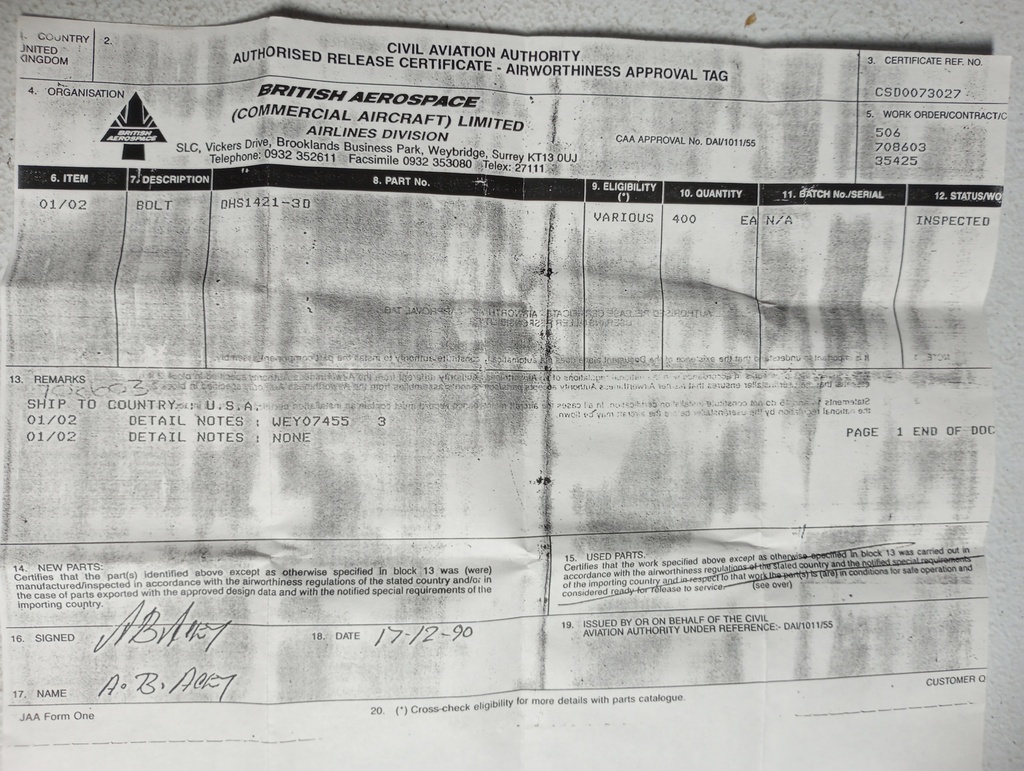 1. COUNTRY
UNITED
KINGDOM
2.
CIVIL AVIATION AUTHORITY
AUTHORISED RELEASE CERTIFICATE - AIRWORTHINESS APPROVAL TAG
3. CERTIFICATE REF. NO.
CSD0073027
4. ORGANISATION
BRITISH
AEROSPACE
BRITISH AEROSPACE
(COMMERCIAL AIRCRAFT) LIMITED
AIRLINES DIVISION
SLC, Vickers Drive, Brooklands Business Park, Weybridge, Surrey KT13 0UJ
Telephone: 0932 352611 Facsimile 0932 353080 Telex: 27111
CAA APPROVAL No. DAI/1011/55
5. WORK ORDER/CONTRACT/
506
708603
35425
6. ITEM 7. DESCRIPTION 8. PART No. 9. ELIGIBILITY (*) 10. QUANTITY 11. BATCH No./SERIAL 12. STATUS/WO
01/02 BOLT DHS1421-3D VARIOUS 400 EA N/A INSPECTED
13. REMARKS
SHIP TO COUNTRY : U.S.A.
01/02 DETAIL NOTES : WEY07455 3
01/02 DETAIL NOTES : NONE
PAGE 1 END OF DOC
14. NEW PARTS:
Certifies that the part(s) identified above except as otherwise specified in block 13 was (were)
manufactured/inspected in accordance with the airworthiness regulations of the stated country and/or in
the case of parts exported with the approved design data and with the notified special requirements of the
importing country.
15. USED PARTS.
Certifies that the work specified above except as otherwise specified in block 13 was carried out in
accordance with the airworthiness regulations of the stated country and the notified special requirements
of the importing country and in respect to that work the part(s) is (are) in conditions for safe operation and
considered ready for release to service. (see over)
16. SIGNED
18. DATE 17-12-90
19. ISSUED BY OR ON BEHALF OF THE CIVIL
AVIATION AUTHORITY UNDER REFERENCE:- DAI/1011/55
17. NAME A. B. Acey
CUSTOMER
JAA Form One
20. (*) Cross-check eligibility for more details with parts catalogue.